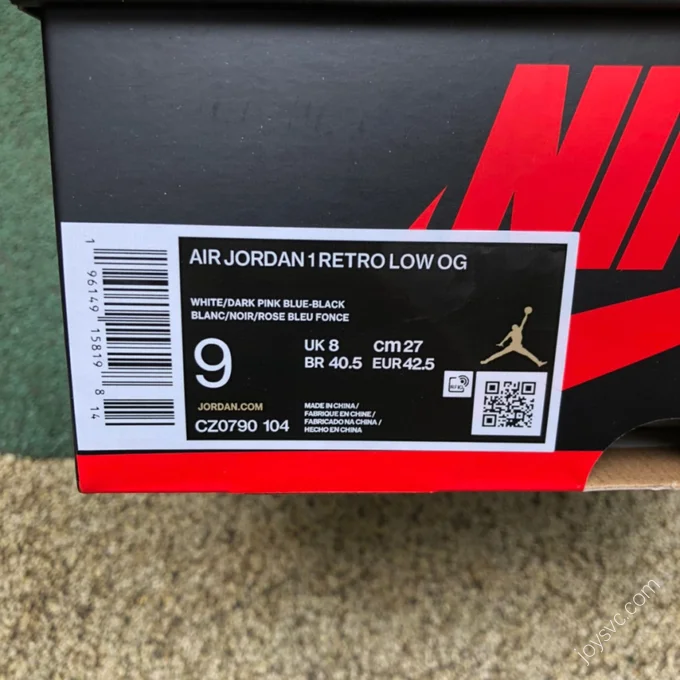 NIK
AIR JORDAN 1 RETRO LOW OG
WHITE/DARK PINK BLUE-BLACK
BLANC/NOIR/ROSE BLEU FONCE
9
UK 8 cm 27
BR 40.5 EUR 42.5
JORDAN.COM
CZ0790 104
MADE IN CHINA/
FABRIQUE EN CHINE/
FABRICADO NA CHINA/
HECHO EN CHINA
1 96149 15819 8 14
joysvc.com